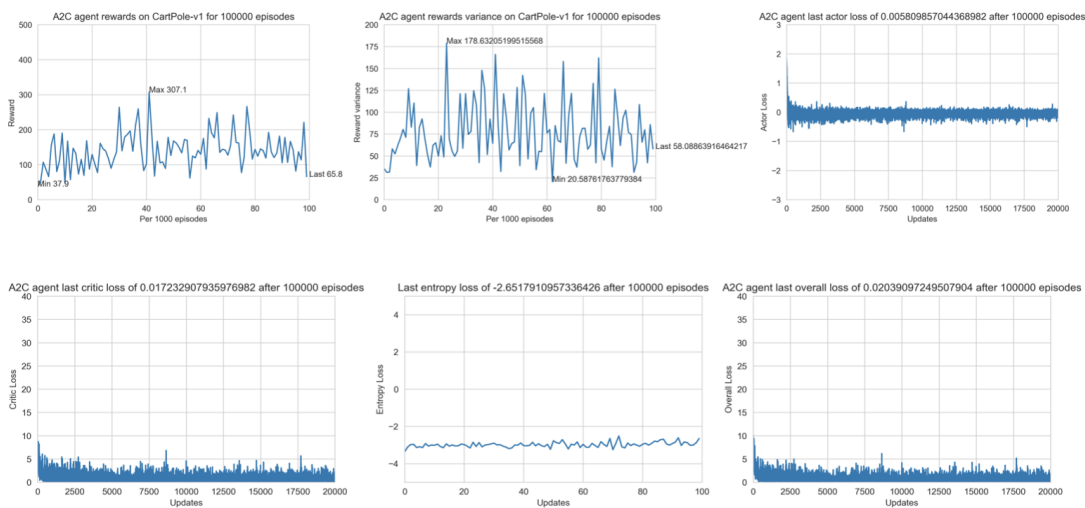 A2C agent rewards on CartPole-v1 for 100000 episodes
500
400
300
200
100
0
Reward
Max 307.1
Min 37.9
Last 65.8
0 20 40 60 80 100
Per 1000 episodes
A2C agent rewards variance on CartPole-v1 for 100000 episodes
200
175
150
125
100
75
50
25
0
Reward variance
Max 178.63205199515568
Last 58.08863916464217
Min 20.58761763779384
0 20 40 60 80 100
Per 1000 episodes
A2C agent last actor loss of 0.005809857044368982 after 100000 episodes
3
2
1
0
−1
−2
−3
Actor Loss
0 2500 5000 7500 10000 12500 15000 17500 20000
Updates
A2C agent last critic loss of 0.017232907935976982 after 100000 episodes
40
35
30
25
20
15
10
5
0
Critic Loss
0 2500 5000 7500 10000 12500 15000 17500 20000
Updates
Last entropy loss of -2.6517910957336426 after 100000 episodes
4
2
0
−2
−4
Entropy Loss
0 20 40 60 80 100
Updates
A2C agent last overall loss of 0.02039097249507904 after 100000 episodes
40
35
30
25
20
15
10
5
0
Overall Loss
0 2500 5000 7500 10000 12500 15000 17500 20000
Updates